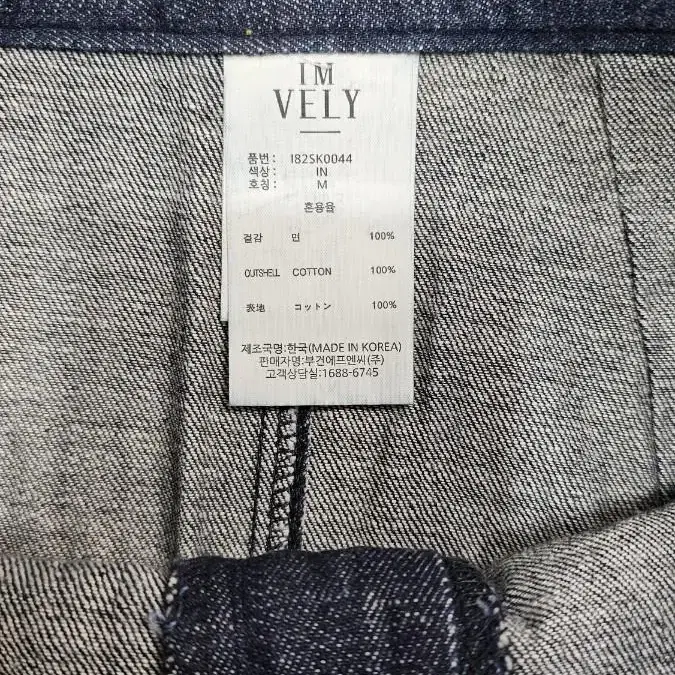 IM
VELY
품번 : I82SK0044
색상 : IN
호칭 : M
혼용율
겉감 면 100%
OUTSHELL COTTON 100%
表地 コットン 100%
제조국명:한국(MADE IN KOREA)
판매자명:부건에프엔씨(주)
고객상담실:1688-6745